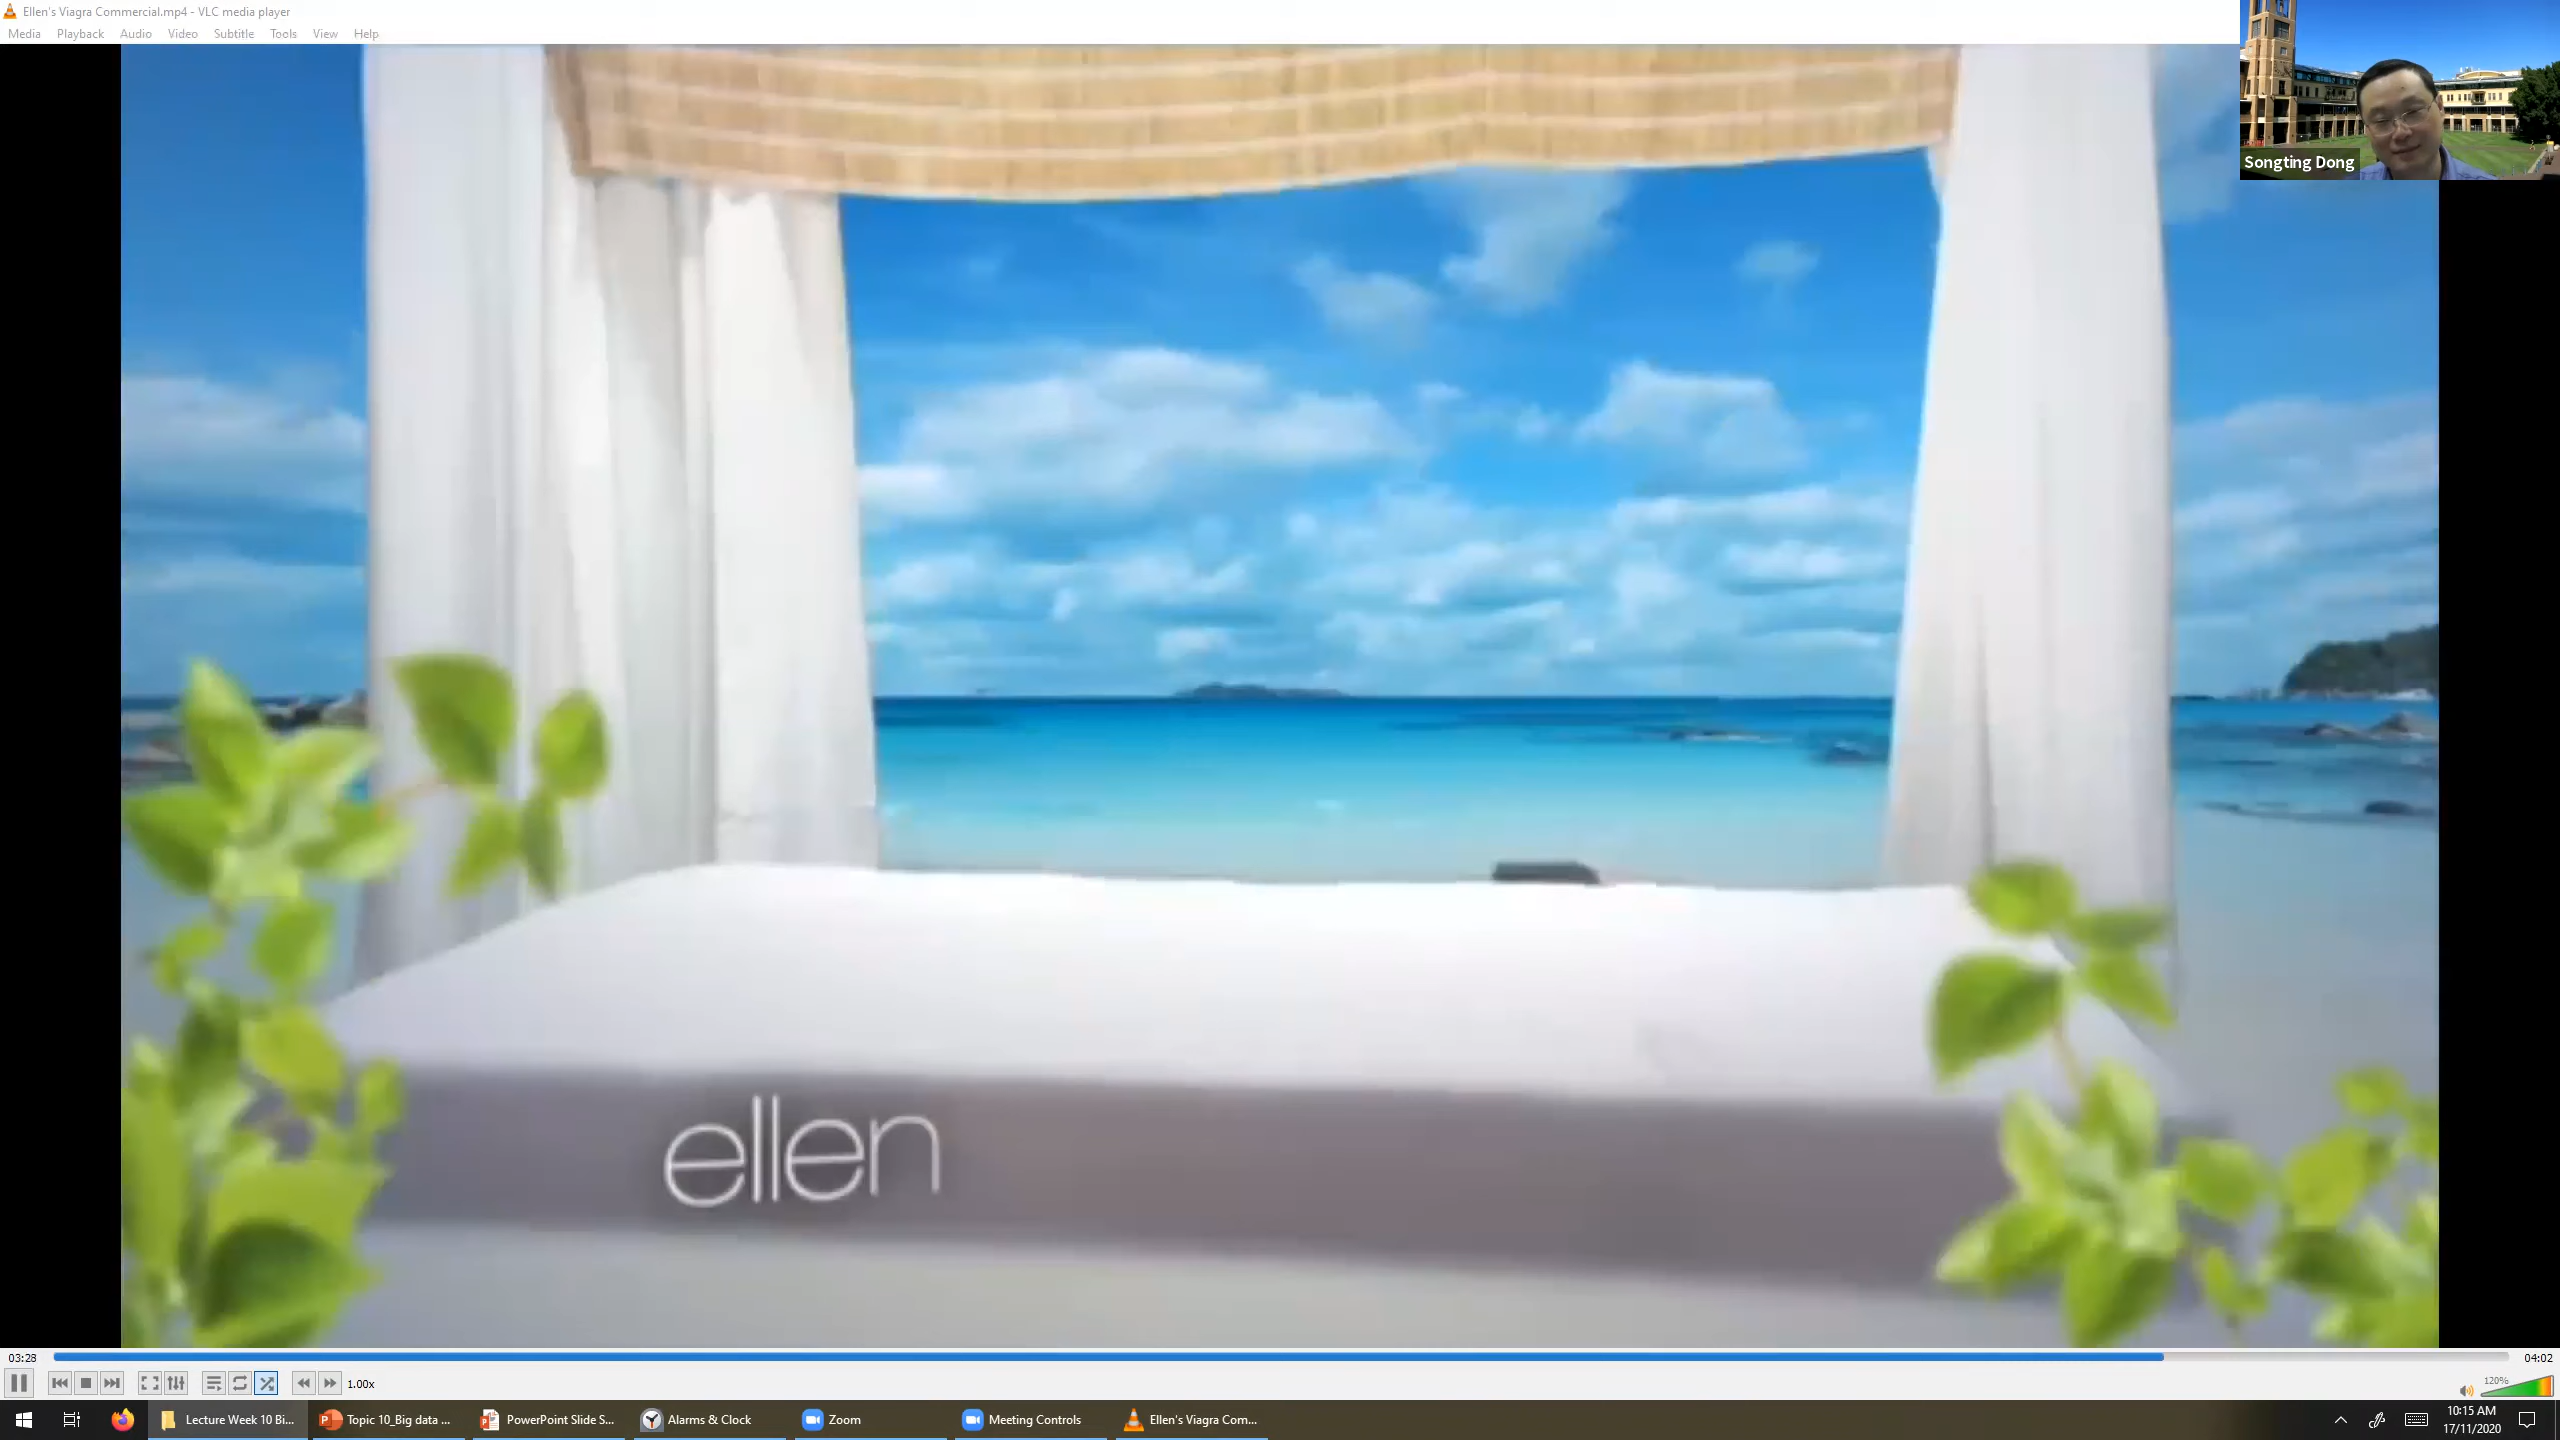 Ellen's Viagra Commercial.mp4 - VLC media player
Media Playback Audio Video Subtitle Tools View Help
Songting Dong
ellen
03:28
04:02
1.00x
120%
Lecture Week 10 Bi...
Topic 10_Big data ...
PowerPoint Slide S...
Alarms & Clock
Zoom
Meeting Controls
Ellen's Viagra Com...
10:15 AM
17/11/2020